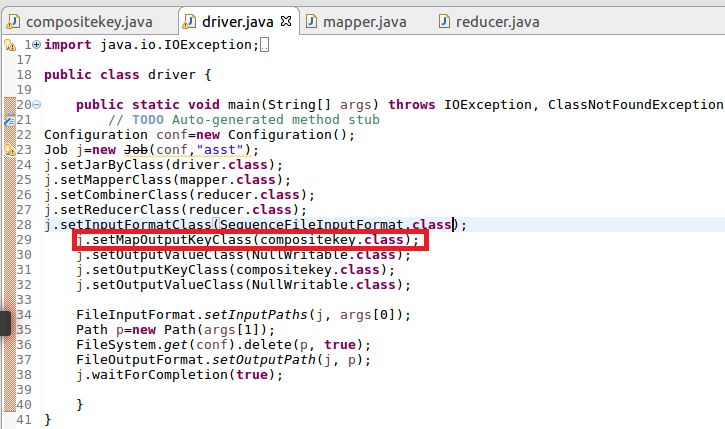 compositekey.java driver.java mapper.java reducer.java
1 import java.io.IOException;
17
18 public class driver {
19
20 public static void main(String[] args) throws IOException, ClassNotFoundException
21 // TODO Auto-generated method stub
22 Configuration conf=new Configuration();
23 Job j=new Job(conf,"asst");
24 j.setJarByClass(driver.class);
25 j.setMapperClass(mapper.class);
26 j.setCombinerClass(reducer.class);
27 j.setReducerClass(reducer.class);
28 j.setInputFormatClass(SequenceFileInputFormat.class);
29 j.setMapOutputKeyClass(compositekey.class);
30 j.setOutputValueClass(NullWritable.class);
31 j.setOutputKeyClass(compositekey.class);
32 j.setOutputValueClass(NullWritable.class);
33
34 FileInputFormat.setInputPaths(j, args[0]);
35 Path p=new Path(args[1]);
36 FileSystem.get(conf).delete(p, true);
37 FileOutputFormat.setOutputPath(j, p);
38 j.waitForCompletion(true);
39
40 }
41 }